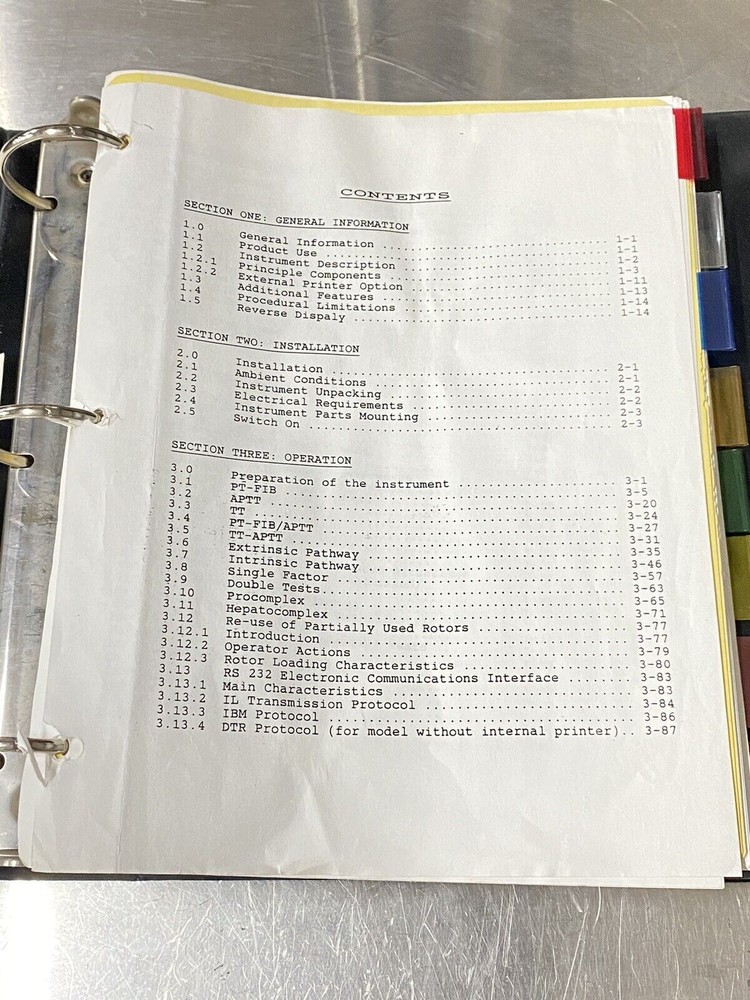 CONTENTS
SECTION ONE: GENERAL INFORMATION
1.0 General Information ................................ 1-1
1.1 Product Use ................................ 1-1
1.2 Instrument Description ................................ 1-2
1.2.1 Principle Components ................................ 1-3
1.2.2 External Printer Option ................................ 1-11
1.3 Additional Features ................................ 1-13
1.4 Procedural Limitations ................................ 1-14
1.5 Reverse Dispaly ................................ 1-14
SECTION TWO: INSTALLATION
2.0 Installation ................................ 2-1
2.1 Ambient Conditions ................................ 2-1
2.2 Instrument Unpacking ................................ 2-2
2.3 Electrical Requirements ................................ 2-2
2.4 Instrument Parts Mounting ................................ 2-3
2.5 Switch On ................................ 2-3
SECTION THREE: OPERATION
3.0 Preparation of the instrument ...................... 3-1
3.1 PT-FIB ................................ 3-5
3.2 APTT ................................ 3-20
3.3 TT ................................ 3-24
3.4 PT-FIB/APTT ................................ 3-27
3.5 TT-APTT ................................ 3-31
3.6 Extrinsic Pathway ................................ 3-35
3.7 Intrinsic Pathway ................................ 3-46
3.8 Single Factor ................................ 3-57
3.9 Double Tests................................ 3-63
3.10 Procomplex ................................ 3-65
3.11 Hepatocomplex ................................ 3-71
3.12 Re-use of Partially Used Rotors .................... 3-77
3.12.1 Introduction ................................ 3-77
3.12.2 Operator Actions ................................ 3-79
3.12.3 Rotor Loading Characteristics ...................... 3-80
3.13 RS 232 Electronic Communications Interface ........ 3-83
3.13.1 Main Characteristics ................................ 3-83
3.13.2 IL Transmission Protocol ........................... 3-84
3.13.3 IBM Protocol ................................ 3-86
3.13.4 DTR Protocol (for model without internal printer).. 3-87